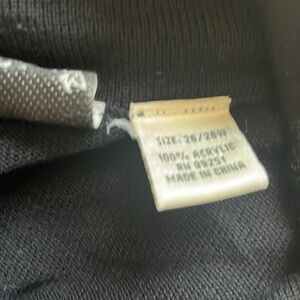 SIZE: 26/28W
100% ACRYLIC
RN 99251
MADE IN CHINA